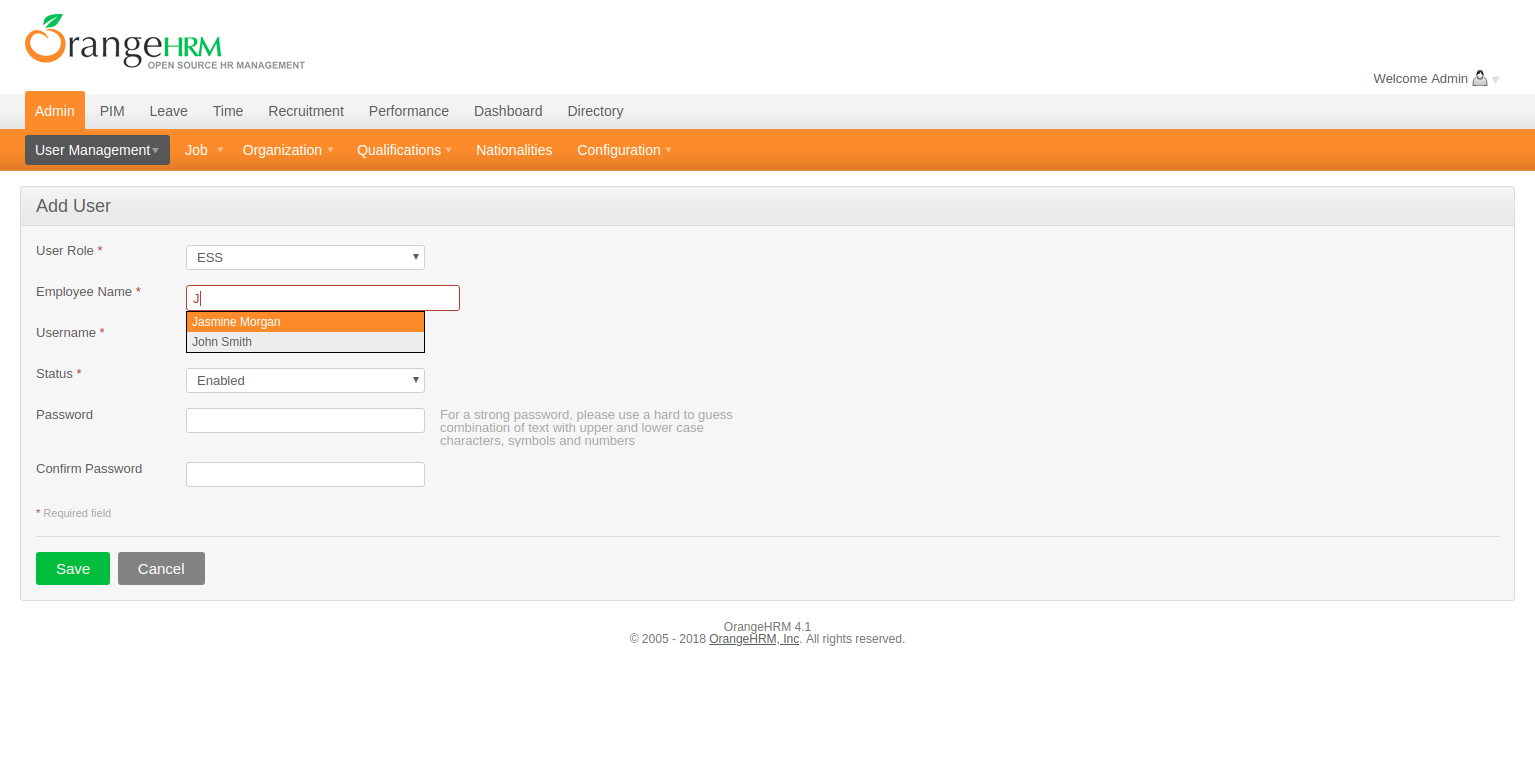 OrangeHRM
OPEN SOURCE HR MANAGEMENT
Welcome Admin
Admin PIM Leave Time Recruitment Performance Dashboard Directory
User Management Job Organization Qualifications Nationalities Configuration
Add User
User Role * ESS
Employee Name * J
Jasmine Morgan
Username *
John Smith
Status * Enabled
Password
For a strong password, please use a hard to guess
combination of text with upper and lower case
characters, symbols and numbers
Confirm Password
* Required field
Save Cancel
OrangeHRM 4.1
© 2005 - 2018 OrangeHRM, Inc. All rights reserved.